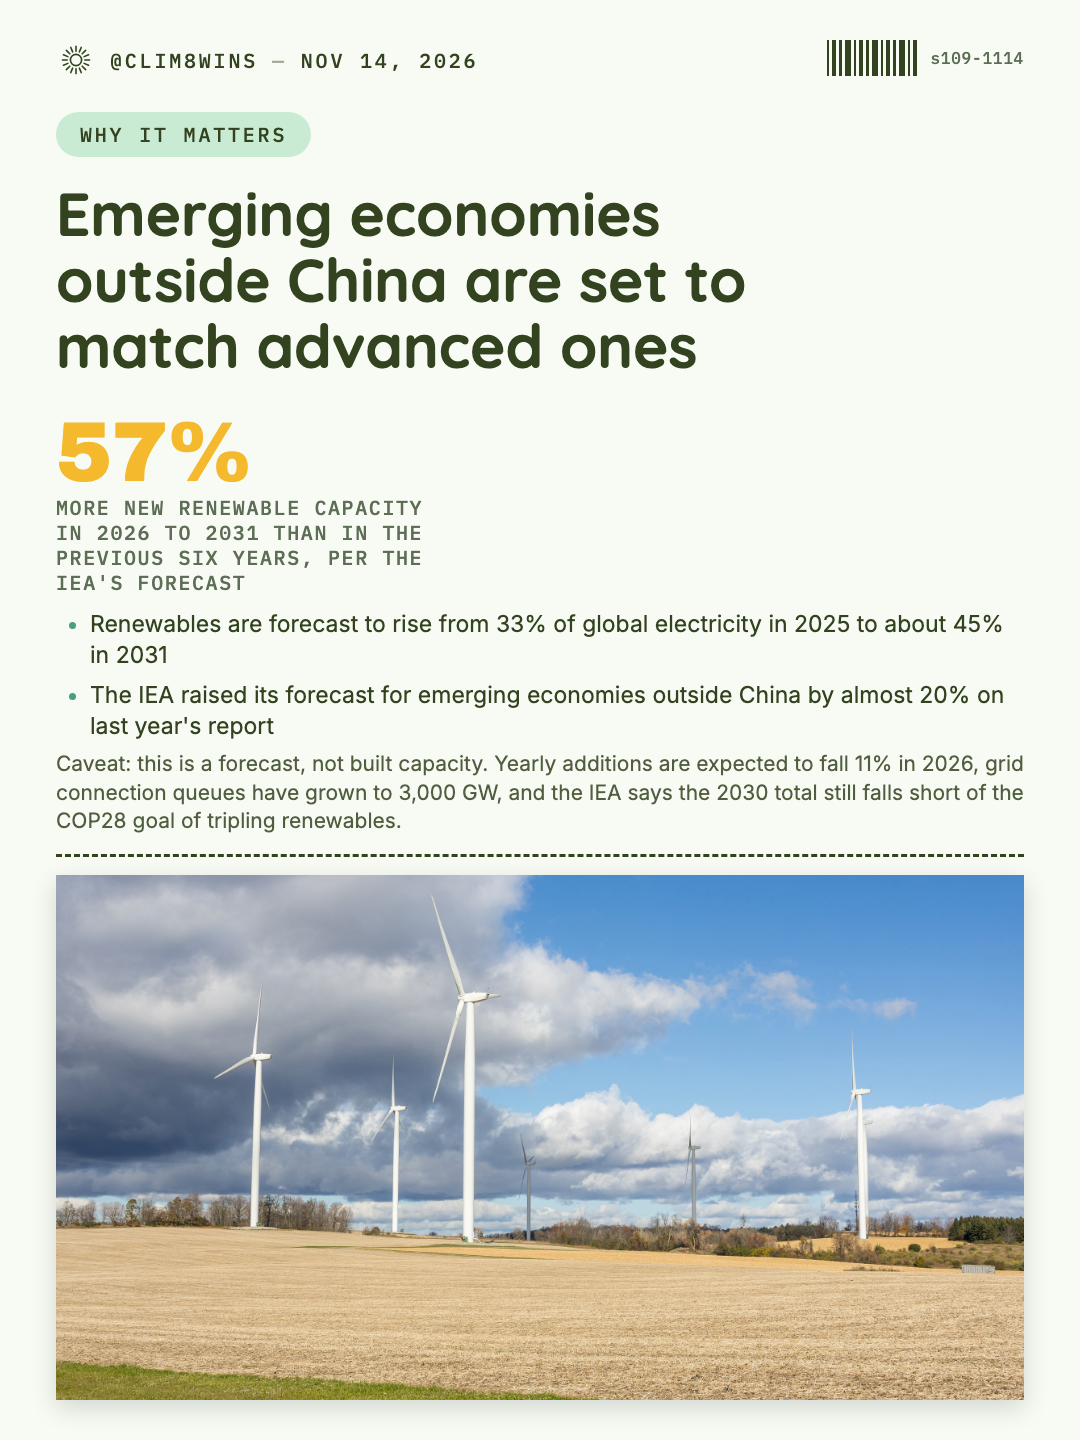 @CLIM8WINS — NOV 14, 2026
s109-1114
WHY IT MATTERS
Emerging economies
outside China are set to
match advanced ones
57%
MORE NEW RENEWABLE CAPACITY
IN 2026 TO 2031 THAN IN THE
PREVIOUS SIX YEARS, PER THE
IEA'S FORECAST
• Renewables are forecast to rise from 33% of global electricity in 2025 to about 45%
in 2031
• The IEA raised its forecast for emerging economies outside China by almost 20% on
last year's report
Caveat: this is a forecast, not built capacity. Yearly additions are expected to fall 11% in 2026, grid
connection queues have grown to 3,000 GW, and the IEA says the 2030 total still falls short of the
COP28 goal of tripling renewables.